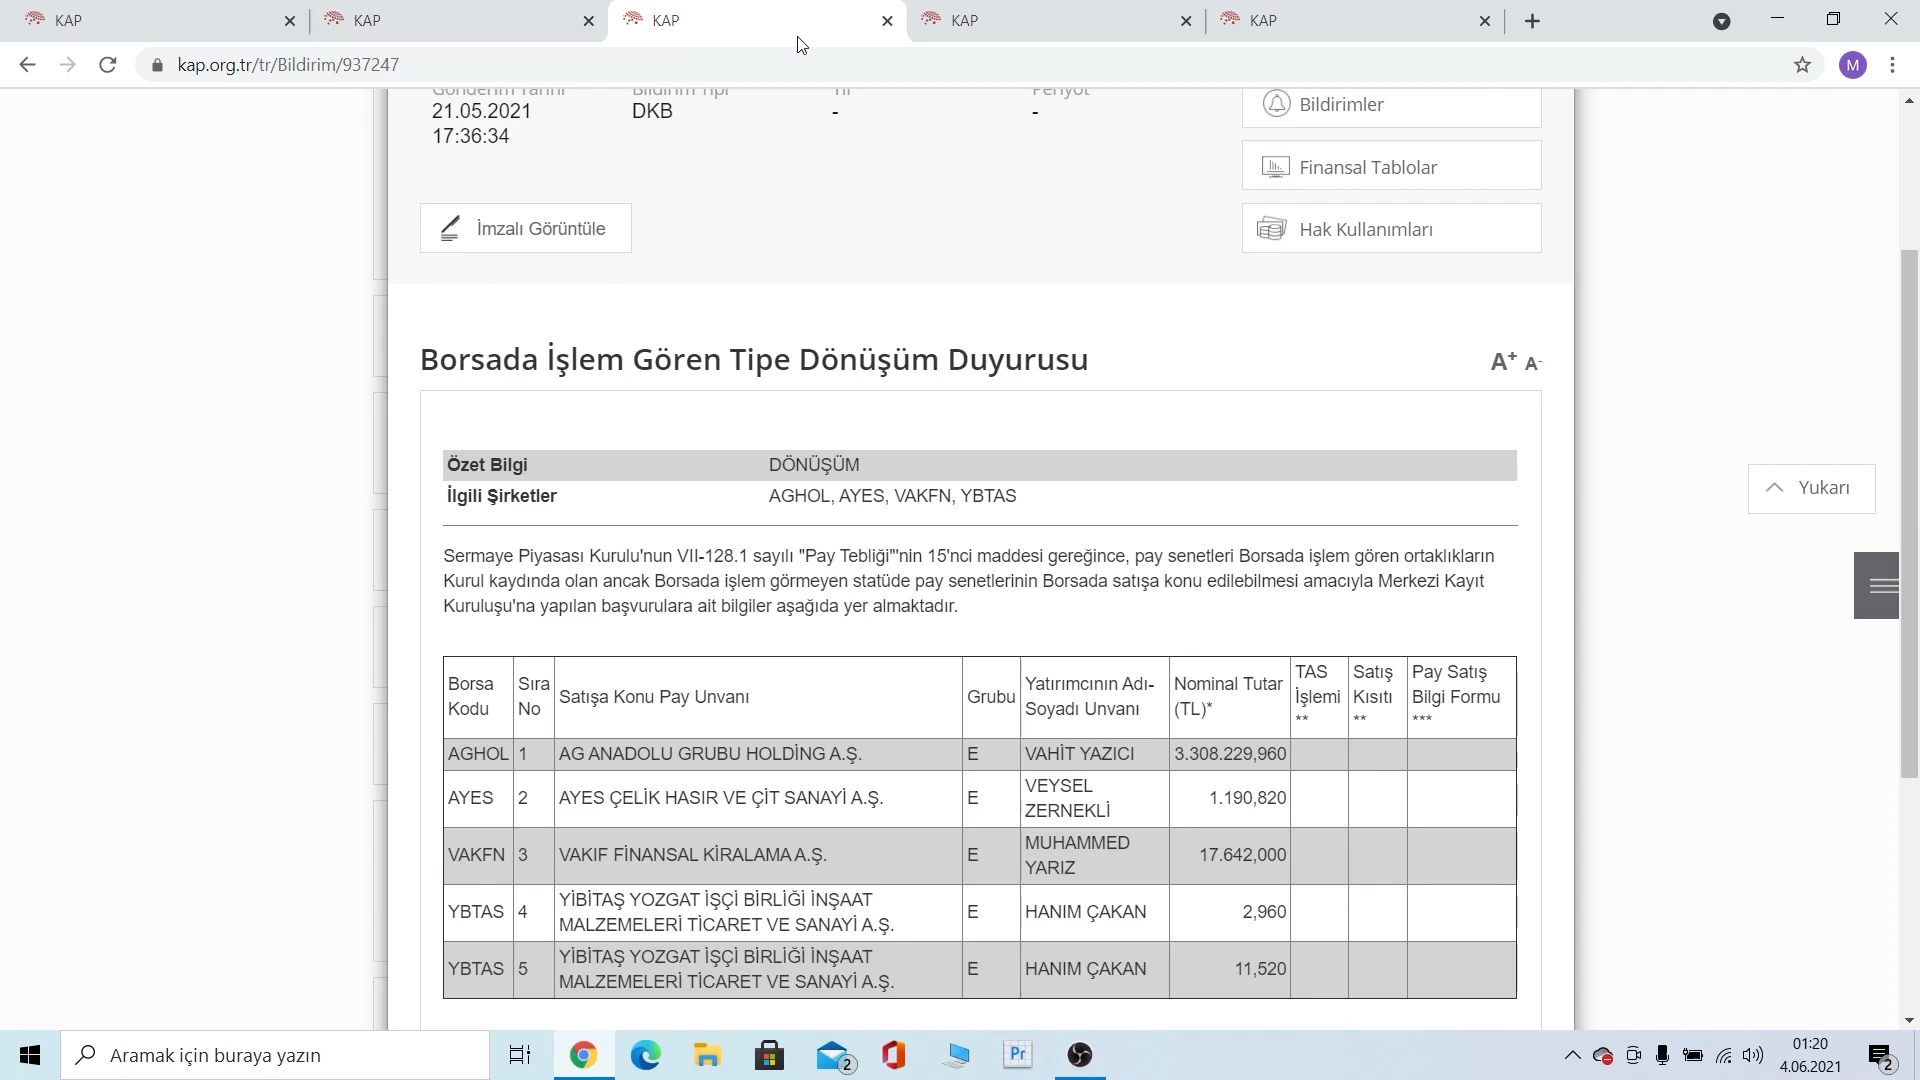 KAP
KAP
KAP
KAP
KAP
kap.org.tr/tr/Bildirim/937247
M
Gönderim Tarihi
Bildirim Tipi
Yıl
Periyot
21.05.2021
17:36:34
DKB
-
-
Bildirimler
Finansal Tablolar
İmzalı Görüntüle
Hak Kullanımları
Borsada İşlem Gören Tipe Dönüşüm Duyurusu
A+ A-
Özet Bilgi
DÖNÜŞÜM
İlgili Şirketler
AGHOL, AYES, VAKFN, YBTAS
Yukarı
Sermaye Piyasası Kurulu'nun VII-128.1 sayılı "Pay Tebliği"'nin 15'nci maddesi gereğince, pay senetleri Borsada işlem gören ortaklıkların
Kurul kaydında olan ancak Borsada işlem görmeyen statüde pay senetlerinin Borsada satışa konu edilebilmesi amacıyla Merkezi Kayıt
Kuruluşu'na yapılan başvurulara ait bilgiler aşağıda yer almaktadır.
Borsa Kodu
Sıra No
Satışa Konu Pay Unvanı
Grubu
Yatırımcının Adı-Soyadı Unvanı
Nominal Tutar (TL)*
TAS İşlemi **
Satış Kısıtı **
Pay Satış Bilgi Formu ***
AGHOL 1 AG ANADOLU GRUBU HOLDİNG A.Ş. E VAHİT YAZICI 3.308.229,960
AYES 2 AYES ÇELİK HASIR VE ÇİT SANAYİ A.Ş. E VEYSEL ZERNEKLİ 1.190,820
VAKFN 3 VAKIF FİNANSAL KİRALAMA A.Ş. E MUHAMMED YARIZ 17.642,000
YBTAS 4 YİBİTAŞ YOZGAT İŞÇİ BİRLİĞİ İNŞAAT MALZEMELERİ TİCARET VE SANAYİ A.Ş. E HANIM ÇAKAN 2,960
YBTAS 5 YİBİTAŞ YOZGAT İŞÇİ BİRLİĞİ İNŞAAT MALZEMELERİ TİCARET VE SANAYİ A.Ş. E HANIM ÇAKAN 11,520
Aramak için buraya yazın
2
Pr
01:20
4.06.2021
2